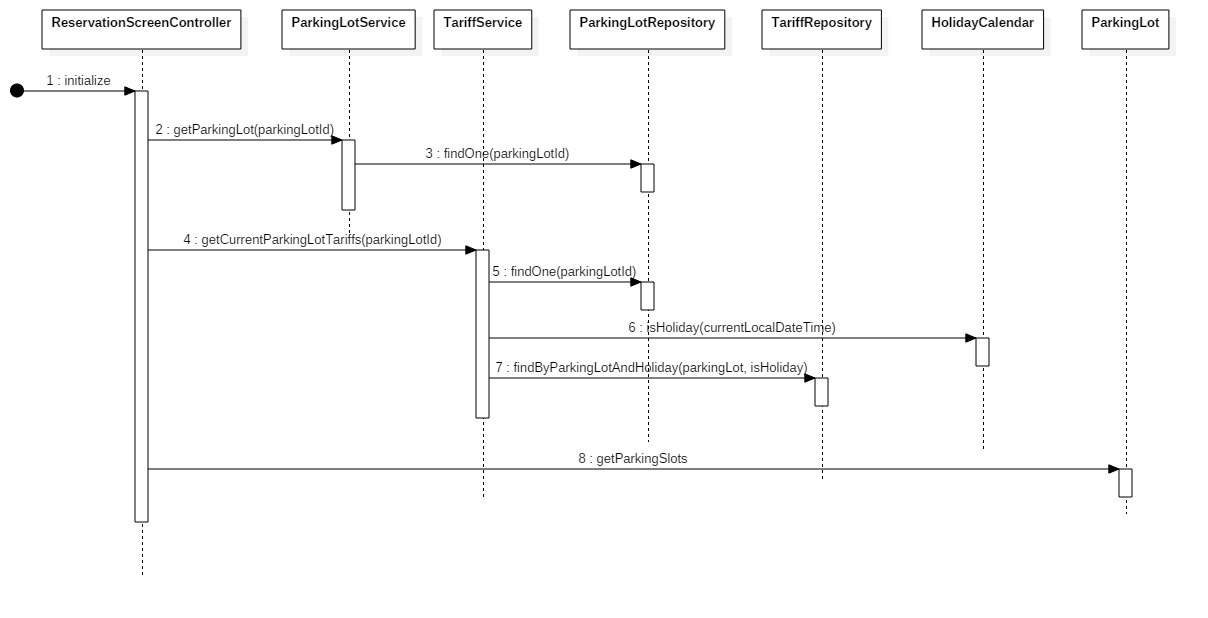 ReservationScreenController
ParkingLotService
TariffService
ParkingLotRepository
TariffRepository
HolidayCalendar
ParkingLot
1 : initialize
2 : getParkingLot(parkingLotId)
3 : findOne(parkingLotId)
4 : getCurrentParkingLotTariffs(parkingLotId)
5 : findOne(parkingLotId)
6 : isHoliday(currentLocalDateTime)
7 : findByParkingLotAndHoliday(parkingLot, isHoliday)
8 : getParkingSlots